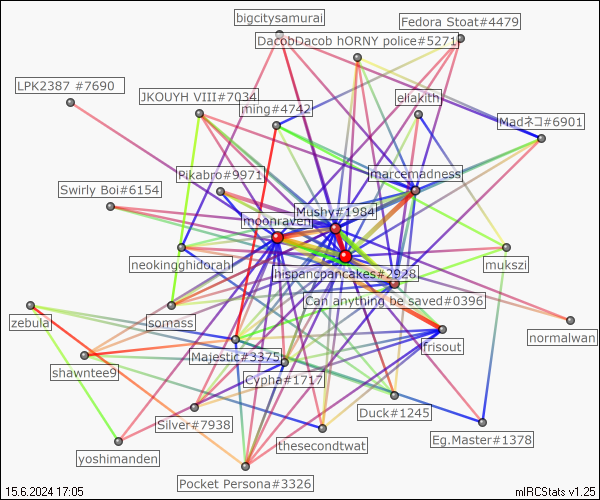 bigcitysamurai
Fedora Stoat#4479
DacobDacob hORNY police#5271
LPK2387 #7690
JKOUYH VIII#7034
eliakith
ming#4742
Madネコ#6901
Pikabro#9971
marcemadness
Swirly Boi#6154
Mushy#1984
moonraven
neokingghidorah
hispangpancakes#2928
mukszi
Can anything be saved#0396
zebula
somass
normalwan
Majestic#3375
frisout
shawntee9
Cypha#1717
Duck#1245
Silver#7938
Eg.Master#1378
thesecondtwat
yoshimanden
Pocket Persona#3326
15.6.2024 17:05
mIRCStats v1.25